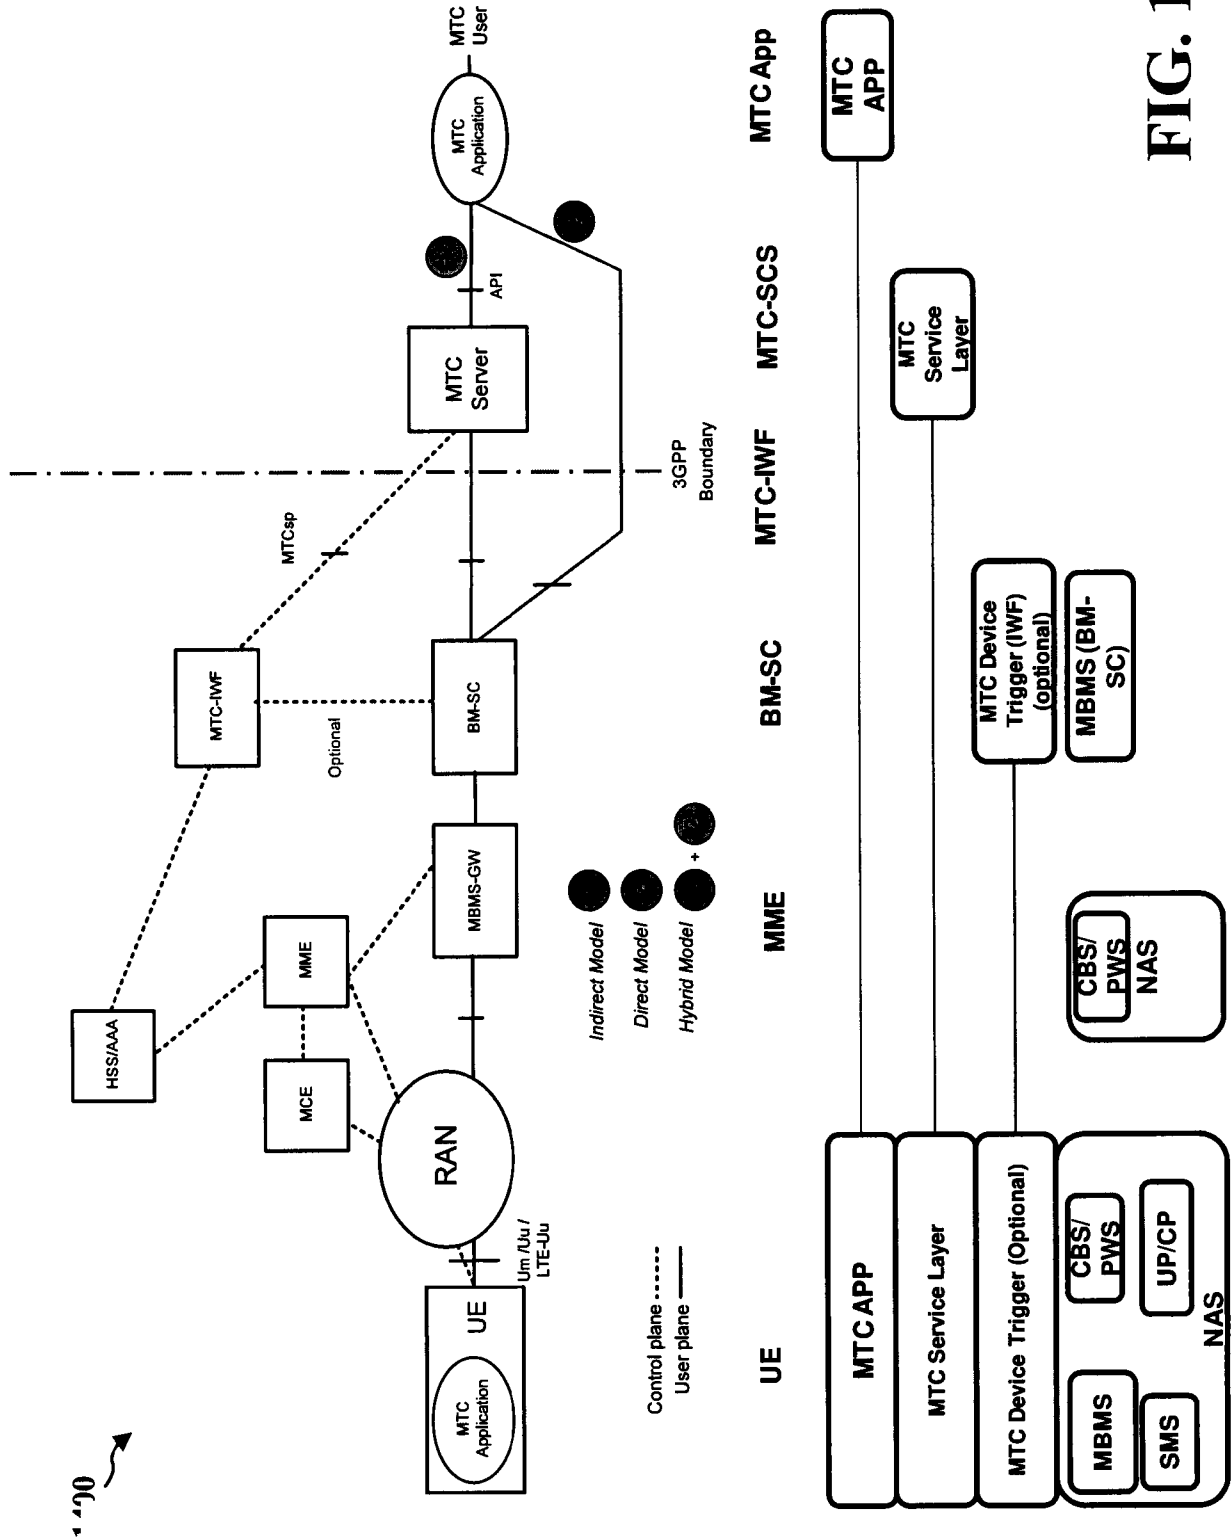 MTC
User
MTC
Application
API
MTC
Server
3GPP
Boundary
MTCsp
MTC-IWF
Optional
BM-SC
MBMS-GW
HSS/AAA
MME
MCE
RAN
Um /Uu /
LTE-Uu
UE
MTC
Application
Indirect Model
Direct Model
Hybrid Model
+
Control plane
User plane
UE
MME
BM-SC
MTC-IWF
MTC-SCS
MTC App
MTC APP
MTC
APP
MTC Service Layer
MTC
Service
Layer
MTC Device Trigger (Optional)
MTC Device
Trigger (IWF)
(optional)
MBMS
SMS
CBS/
PWS
UP/CP
NAS
CBS/
PWS
NAS
MBMS (BM-
SC)
FIG. 1